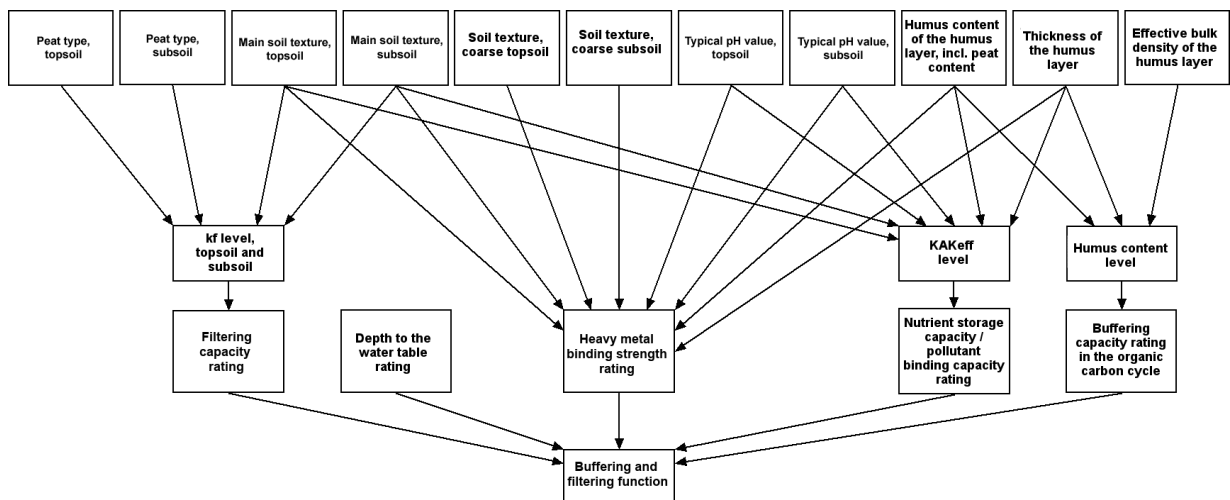 Peat type,
topsoil
Peat type,
subsoil
Main soil texture,
topsoil
Main soil texture,
subsoil
Soil texture,
coarse topsoil
Soil texture,
coarse subsoil
Typical pH value,
topsoil
Typical pH value,
subsoil
Humus content
of the humus
layer, incl. peat
content
Thickness of
the humus
layer
Effective bulk
density of the
humus layer
kf level,
topsoil and
subsoil
KAKeff
level
Humus content
level
Filtering
capacity
rating
Depth to the
water table
rating
Heavy metal
binding strength
rating
Nutrient storage
capacity /
pollutant
binding capacity
rating
Buffering
capacity rating
in the organic
carbon cycle
Buffering and
filtering function